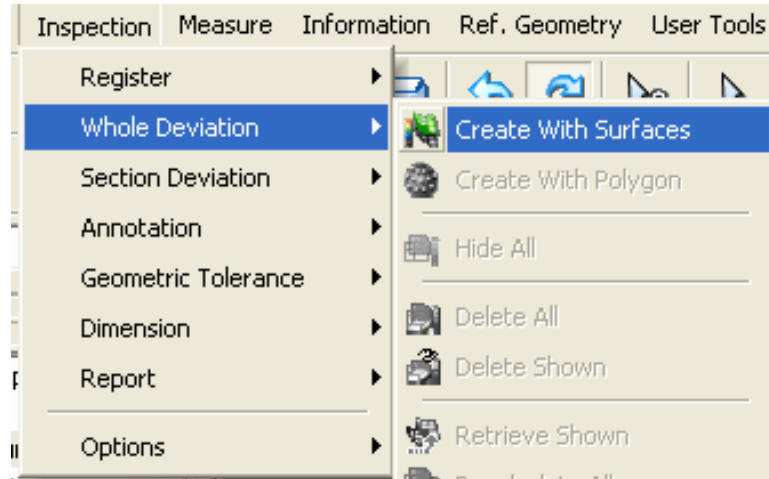 Inspection Measure Information Ref. Geometry User Tools
Register
Whole Deviation
Section Deviation
Annotation
Geometric Tolerance
Dimension
Report
Options
Create With Surfaces
Create With Polygon
Hide All
Delete All
Delete Shown
Retrieve Shown